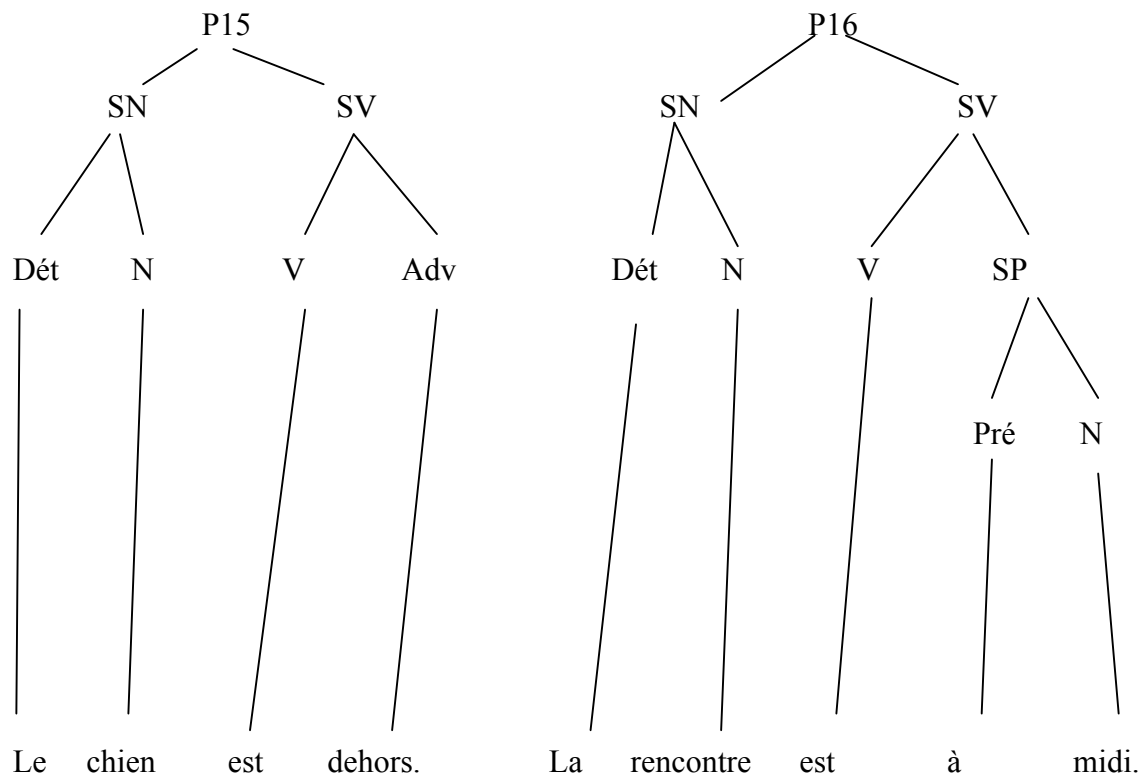 P15 P16
SN SV SN SV
Dét N V Adv Dét N V SP
Pré N
Le chien est dehors. La rencontre est à midi.